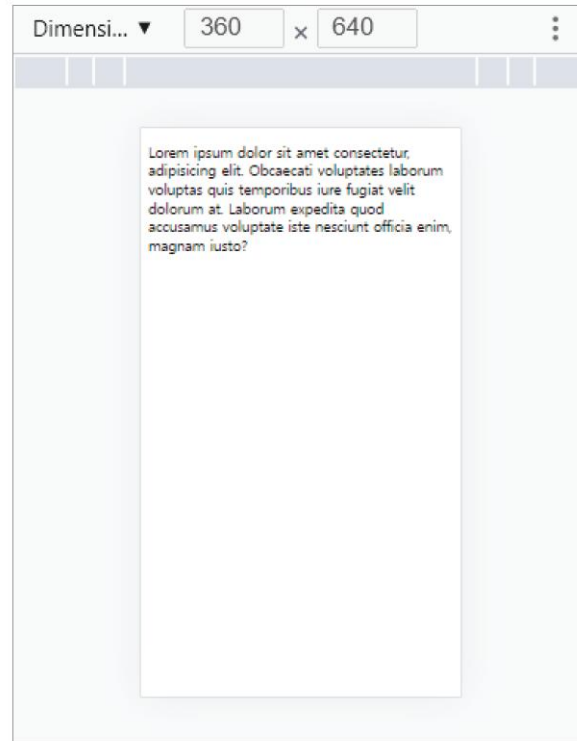 Dimensi... ▼ 360 × 640
Lorem ipsum dolor sit amet consectetur,
adipisicing elit. Obcaecati voluptates laborum
voluptas quis temporibus iure fugiat velit
dolorum at. Laborum expedita quod
accusamus voluptate iste nesciunt officia enim,
magnam iusto?